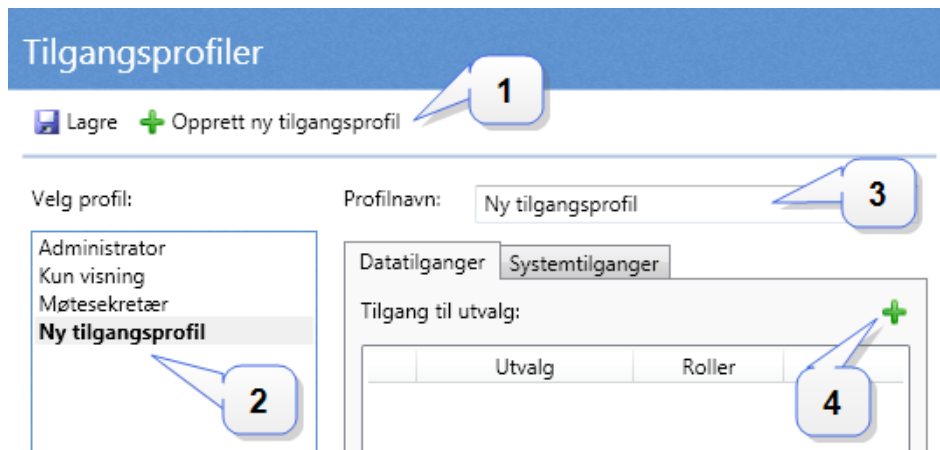 Tilgangsprofiler
1
Lagre Opprett ny tilgangsprofil
Velg profil:
Profilnavn: Ny tilgangsprofil
3
Administrator
Kun visning
Møtesekretær
Ny tilgangsprofil
2
Datatilganger Systemtilganger
Tilgang til utvalg:
Utvalg Roller
4